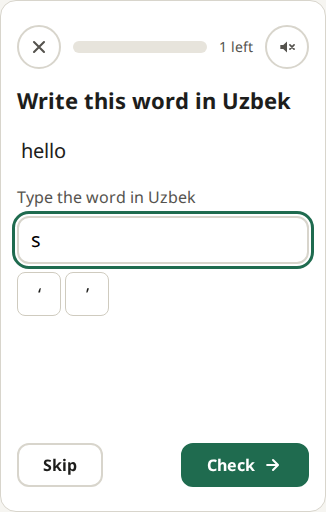 1 left
Write this word in Uzbek
hello
Type the word in Uzbek
s
‘ ’
Skip Check →